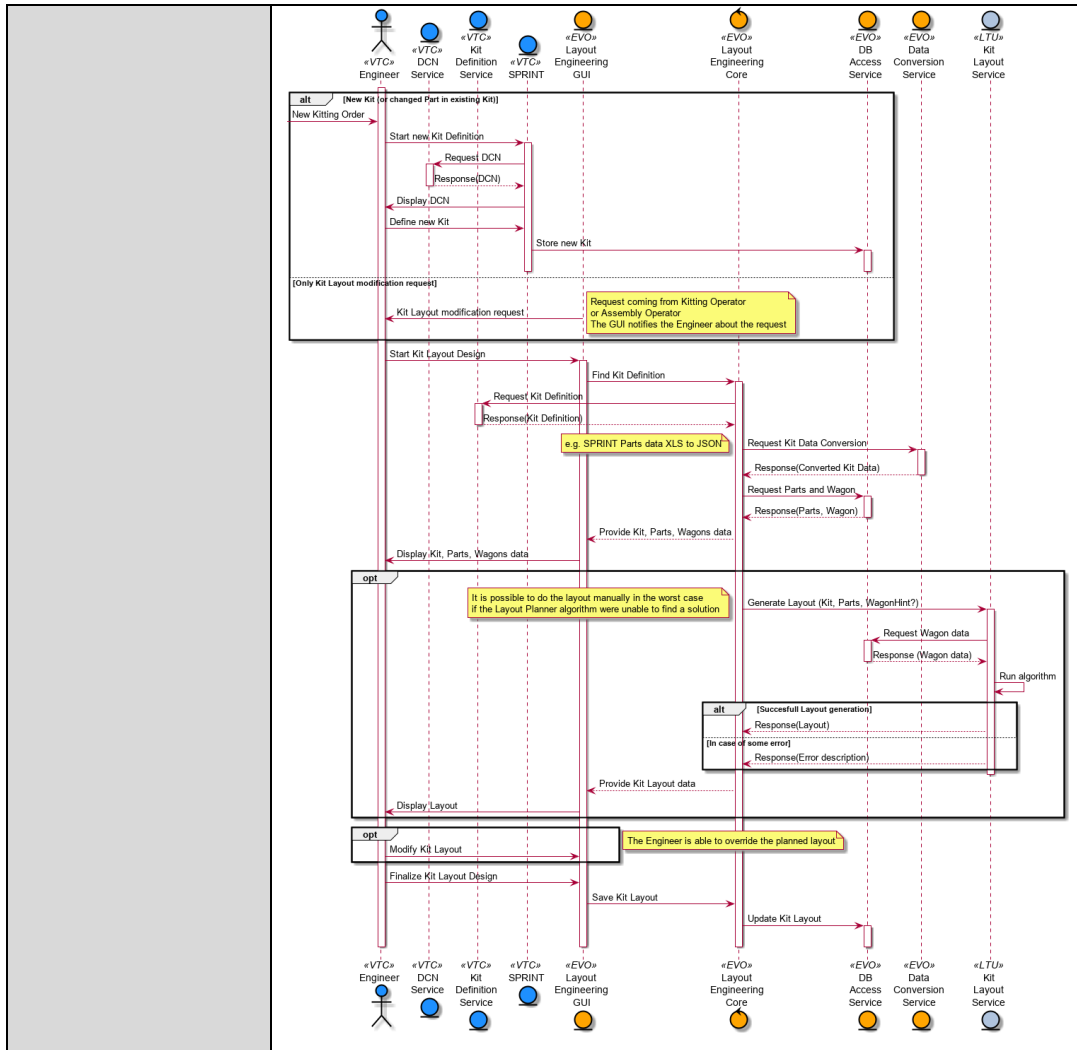 «VTC»
Engineer
«VTC»
DCN
Service
«VTC»
Kit
Definition
Service
«VTC»
SPRINT
«EVO»
Layout
Engineering
GUI
«EVO»
Layout
Engineering
Core
«EVO»
DB
Access
Service
«EVO»
Data
Conversion
Service
«LTU»
Kit
Layout
Service
alt [New Kit (or changed Part in existing Kit)]
New Kitting Order
Start new Kit Definition
Request DCN
Response(DCN)
Display DCN
Define new Kit
Store new Kit
[Only Kit Layout modification request]
Request coming from Kitting Operator
or Assembly Operator
The GUI notifies the Engineer about the request
Kit Layout modification request
Start Kit Layout Design
Find Kit Definition
Request Kit Definition
Response(Kit Definition)
e.g. SPRINT Parts data XLS to JSON
Request Kit Data Conversion
Response(Converted Kit Data)
Request Parts and Wagon
Response(Parts, Wagon)
Provide Kit, Parts, Wagons data
Display Kit, Parts, Wagons data
opt
It is possible to do the layout manually in the worst case
if the Layout Planner algorithm were unable to find a solution
Generate Layout (Kit, Parts, WagonHint?)
Request Wagon data
Response (Wagon data)
Run algorithm
alt [Succesfull Layout generation]
Response(Layout)
[In case of some error]
Response(Error description)
Provide Kit Layout data
Display Layout
opt
The Engineer is able to override the planned layout
Modify Kit Layout
Finalize Kit Layout Design
Save Kit Layout
Update Kit Layout
«VTC»
Engineer
«VTC»
DCN
Service
«VTC»
Kit
Definition
Service
«VTC»
SPRINT
«EVO»
Layout
Engineering
GUI
«EVO»
Layout
Engineering
Core
«EVO»
DB
Access
Service
«EVO»
Data
Conversion
Service
«LTU»
Kit
Layout
Service